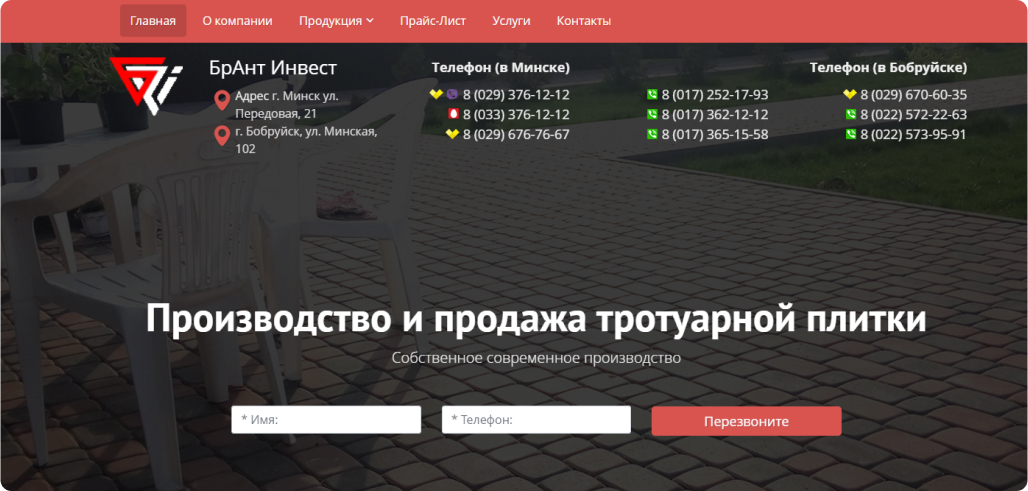 Главная О компании Продукция Прайс-Лист Услуги Контакты
БрАнт Инвест
Адрес г. Минск ул.
Передовая, 21
г. Бобруйск, ул. Минская,
102
Телефон (в Минске)
8 (029) 376-12-12
8 (033) 376-12-12
8 (029) 676-76-67
8 (017) 252-17-93
8 (017) 362-12-12
8 (017) 365-15-58
Телефон (в Бобруйске)
8 (029) 670-60-35
8 (022) 572-22-63
8 (022) 573-95-91
Производство и продажа тротуарной плитки
Собственное современное производство
* Имя: * Телефон: Перезвоните